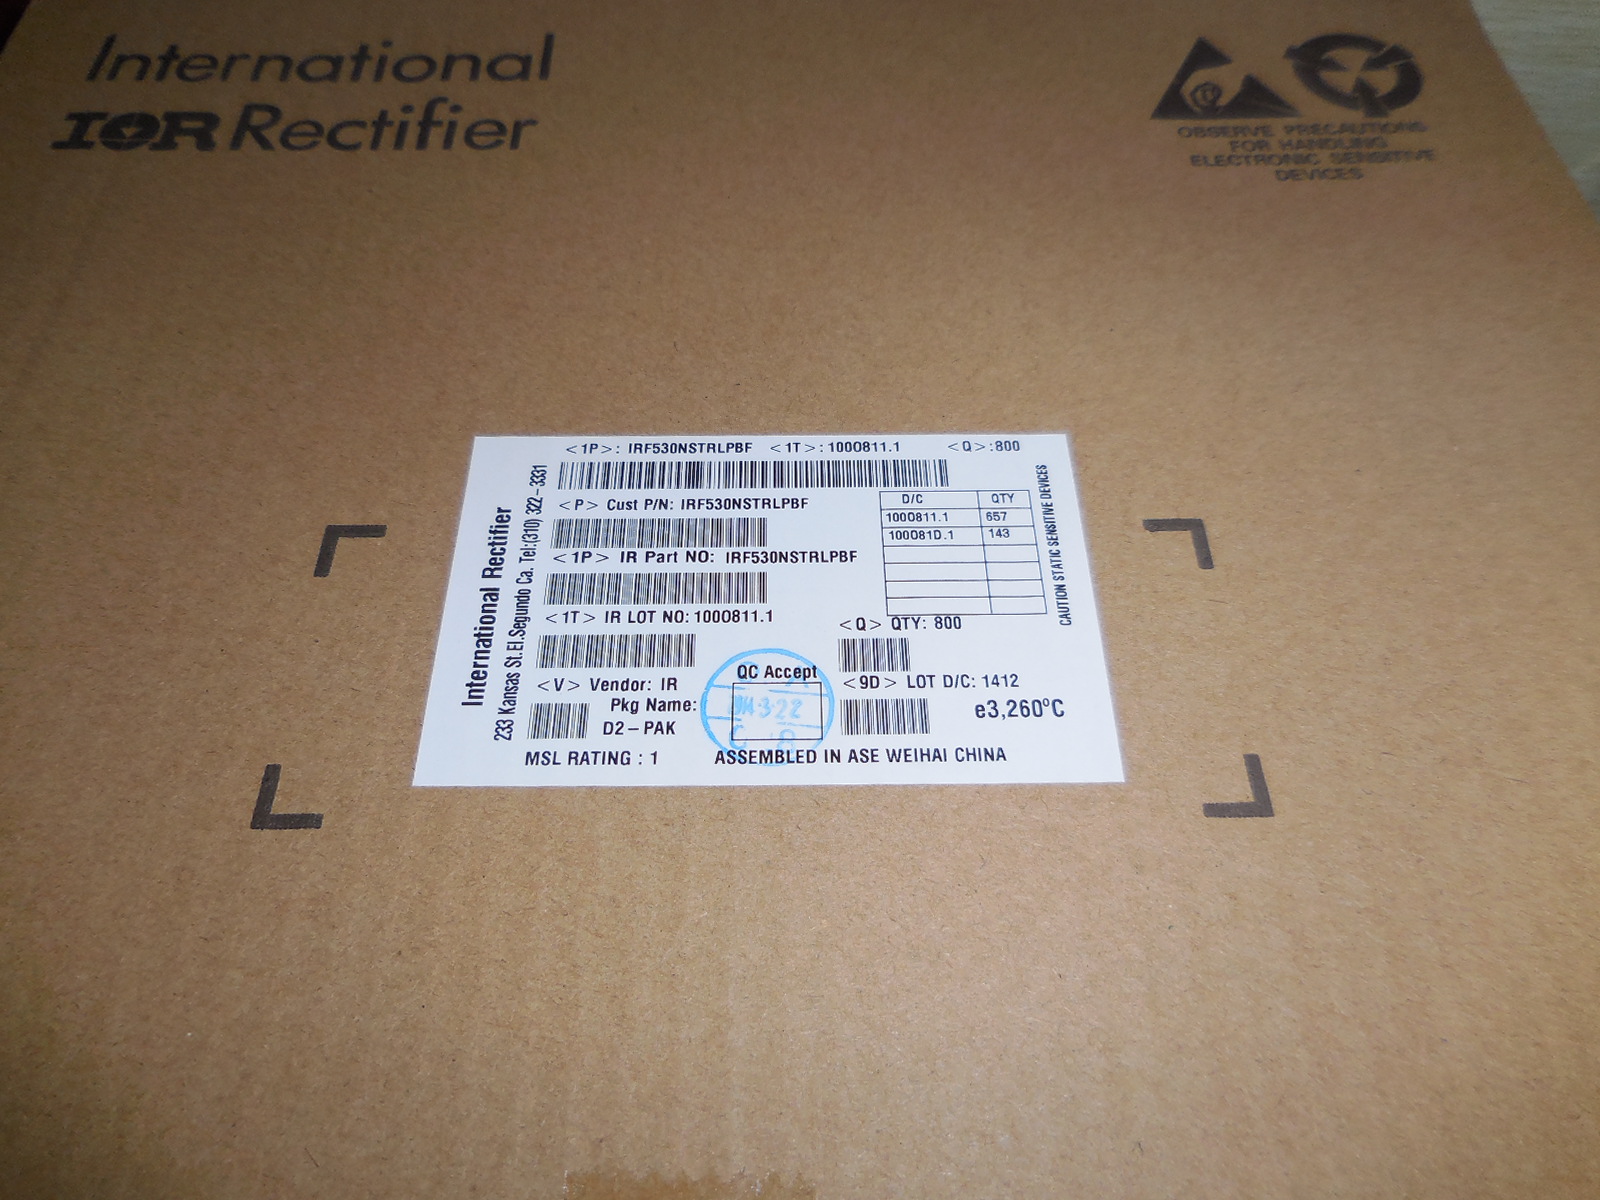 International
IOR Rectifier
OBSERVE PRECAUTIONS
FOR HANDLING
ELECTRONIC SENSITIVE
DEVICES
International Rectifier
233 Kansas St.El.Segundo Ca. Tel:(310) 322-3331
<1P>: IRF530NSTRLPBF <1T>: 1000811.1 <Q>:800
<P> Cust P/N: IRF530NSTRLPBF
<1P> IR Part NO: IRF530NSTRLPBF
<1T> IR LOT NO: 1000811.1
D/C QTY
1000811.1 657
100081D.1 143
CAUTION STATIC SENSITIVE DEVICES
<Q> QTY: 800
<V> Vendor: IR
Pkg Name:
D2-PAK
QC Accept
<9D> LOT D/C: 1412
e3,260ºC
MSL RATING : 1
ASSEMBLED IN ASE WEIHAI CHINA